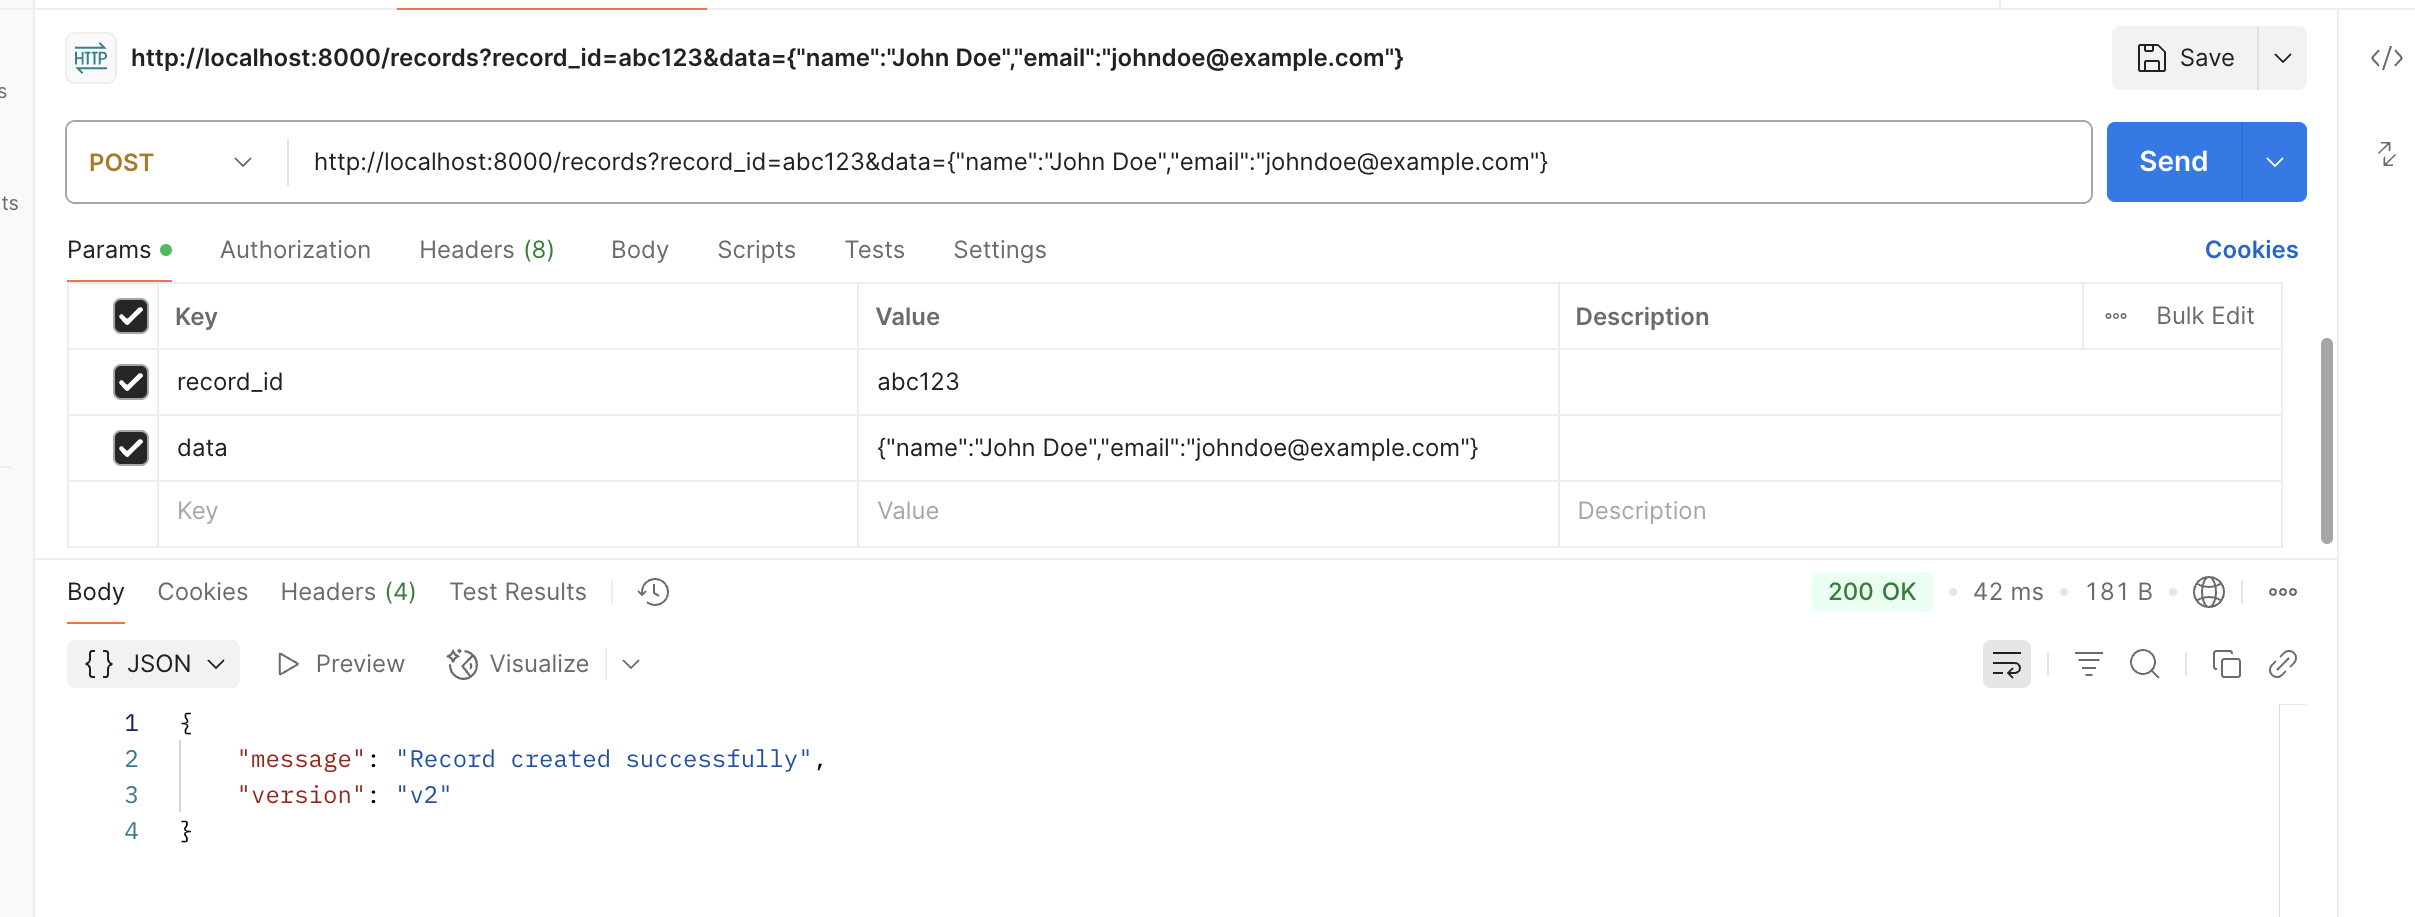 HTTP http://localhost:8000/records?record_id=abc123&data={"name":"John Doe","email":"johndoe@example.com"} Save
s
POST http://localhost:8000/records?record_id=abc123&data={"name":"John Doe","email":"johndoe@example.com"} Send
ts
Params Authorization Headers (8) Body Scripts Tests Settings Cookies
Key Value Description Bulk Edit
record_id abc123
data {"name":"John Doe","email":"johndoe@example.com"}
Key Value Description
Body Cookies Headers (4) Test Results 200 OK 42 ms 181 B
{} JSON Preview Visualize
1 {
2 "message": "Record created successfully",
3 "version": "v2"
4 }